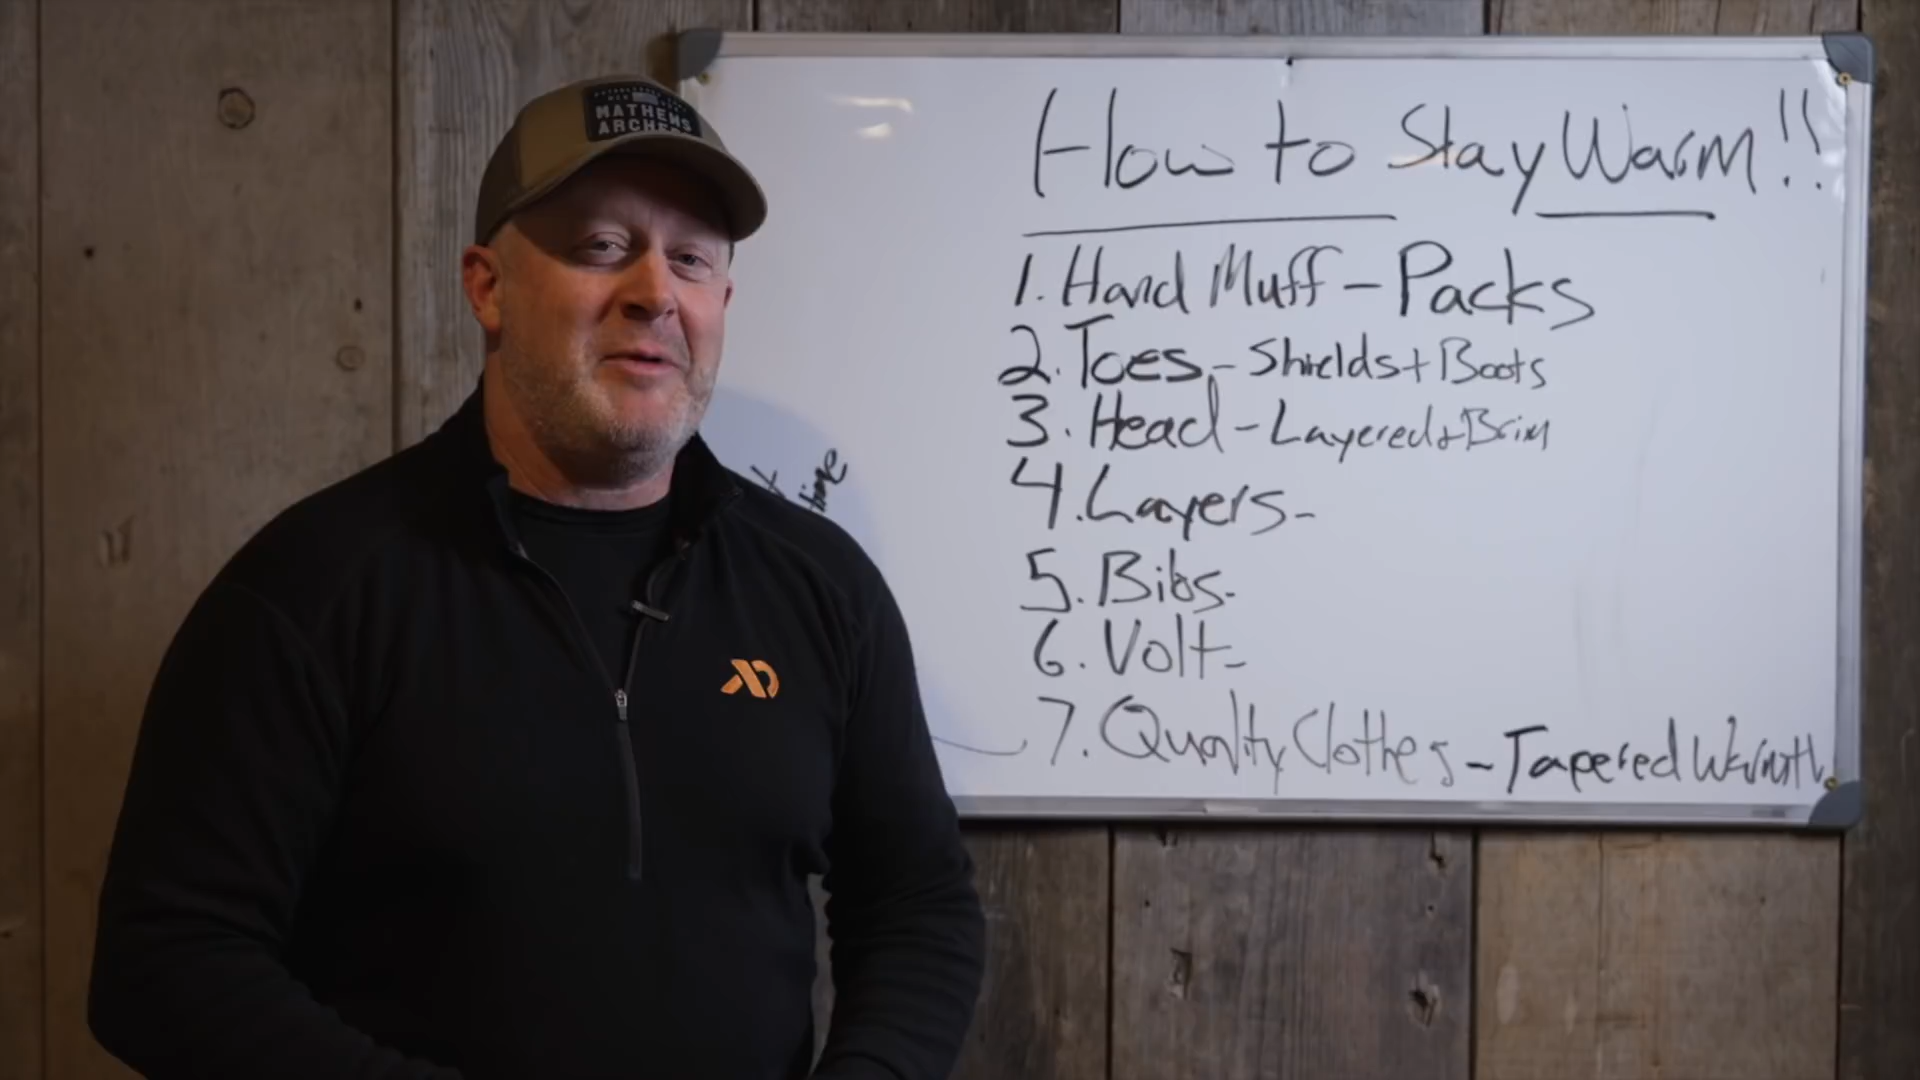 MATHEWS
ARCHERY
How to Stay Warm!!
1. Hand Muff - Packs
2. Toes - Shields + Boots
3. Head - Layered + Brim
4. Layers -
5. Bibs -
6. Volt -
7. Quality Clothes - Tapered Warmth